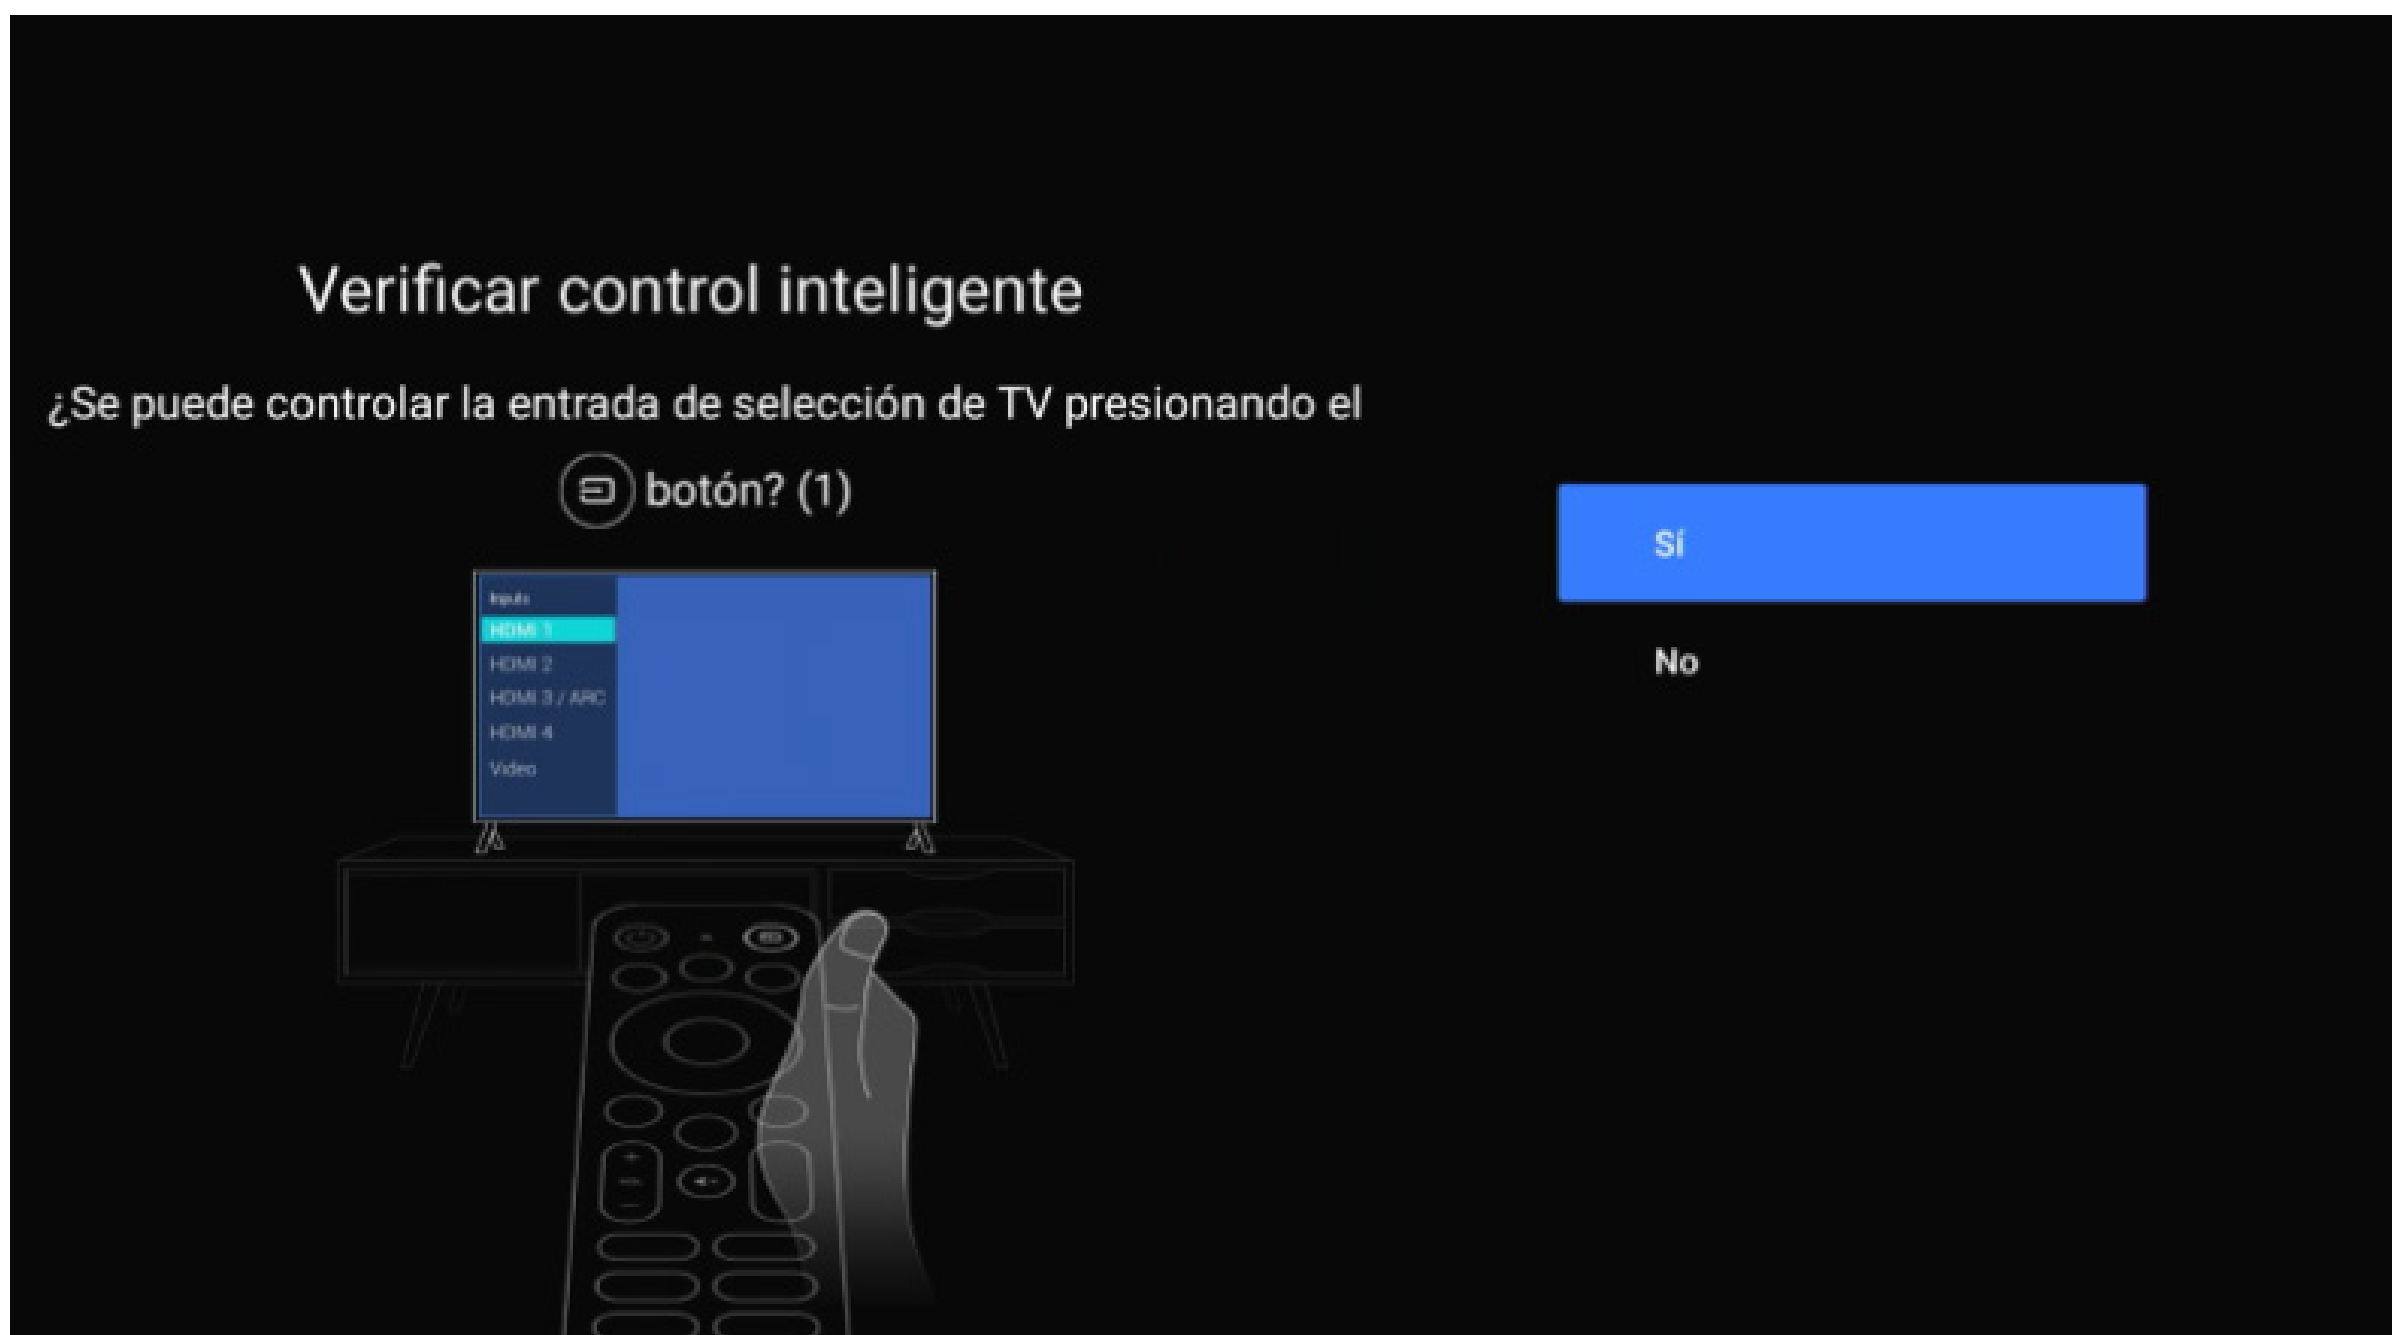 Verificar control inteligente
¿Se puede controlar la entrada de selección de TV presionando el
botón? (1)
Sí
No
Inputs
HDMI 1
HDMI 2
HDMI 3 / ARC
HDMI 4
Video
+
-